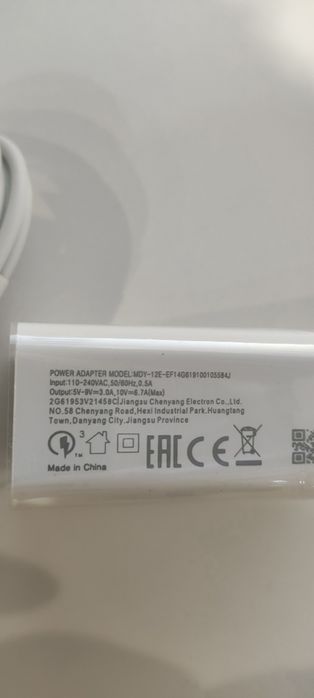 POWER ADAPTER MODEL:MDY-12E-EF14G619100105584J
Input:110-240VAC,50/60Hz,0.5A
Output:5V-9V⎓3.0A,10V⎓6.7A(Max)
2G61953V21458C|Jiangsu Chenyang Electron Co.,Ltd.
NO.58 Chenyang Road,Hexi Industrial Park.Huangtang
Town,Danyang City,Jiangsu Province
3 TM EAC CE
Made in China